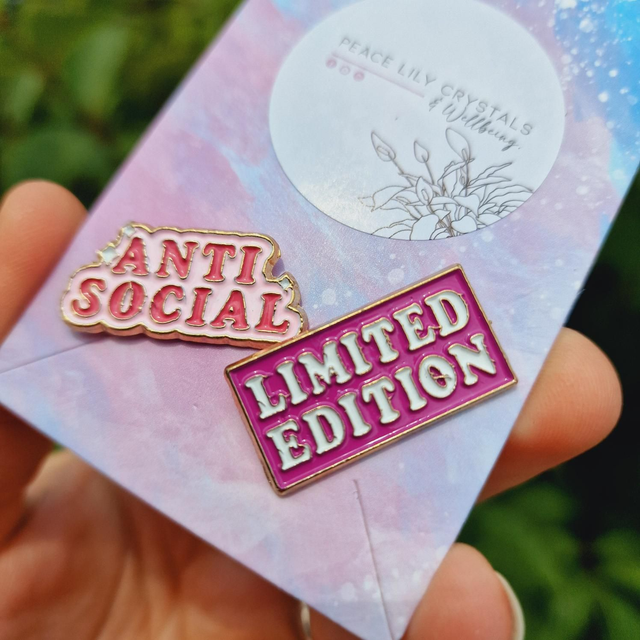 PEACE LILY CRYSTALS
& Wellbeing
ANTI
SOCIAL
LIMITED
EDITION